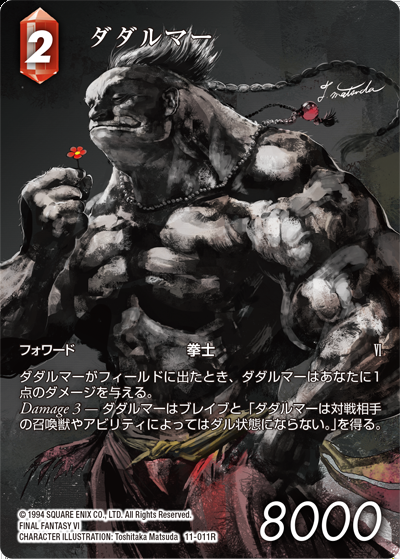 2
ダダルマー
T. matsuda
フォワード 拳士 VI
ダダルマーがフィールドに出たとき、ダダルマーはあなたに1
点のダメージを与える。
Damage 3 ― ダダルマーはブレイブと「ダダルマーは対戦相手
の召喚獣やアビリティによってはダル状態にならない。」を得る。
© 1994 SQUARE ENIX CO., LTD. All Rights Reserved.
FINAL FANTASY VI
CHARACTER ILLUSTRATION: Toshitaka Matsuda 11-011R
8000